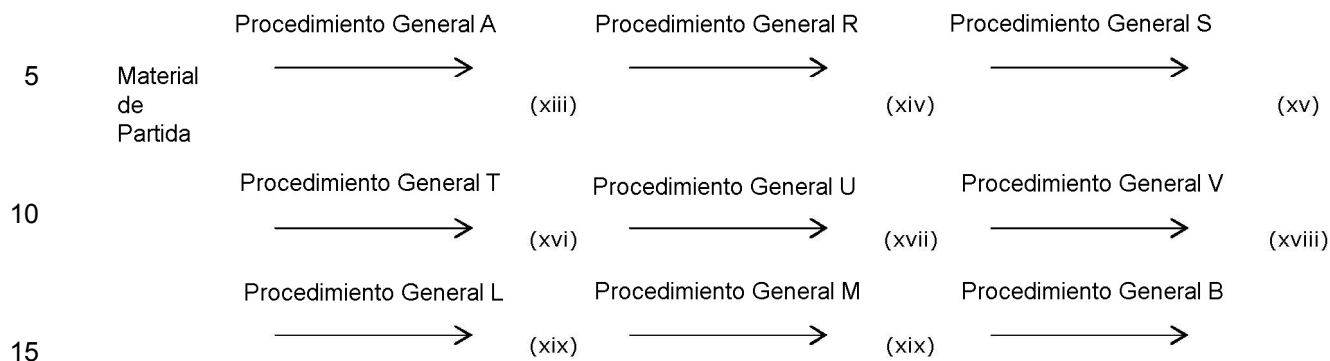 Procedimiento General A Procedimiento General R Procedimiento General S
5 Material
de
Partida
(xiii) (xiv) (xv)
Procedimiento General T Procedimiento General U Procedimiento General V
10
(xvi) (xvii) (xviii)
Procedimiento General L Procedimiento General M Procedimiento General B
15 (xix) (xix)